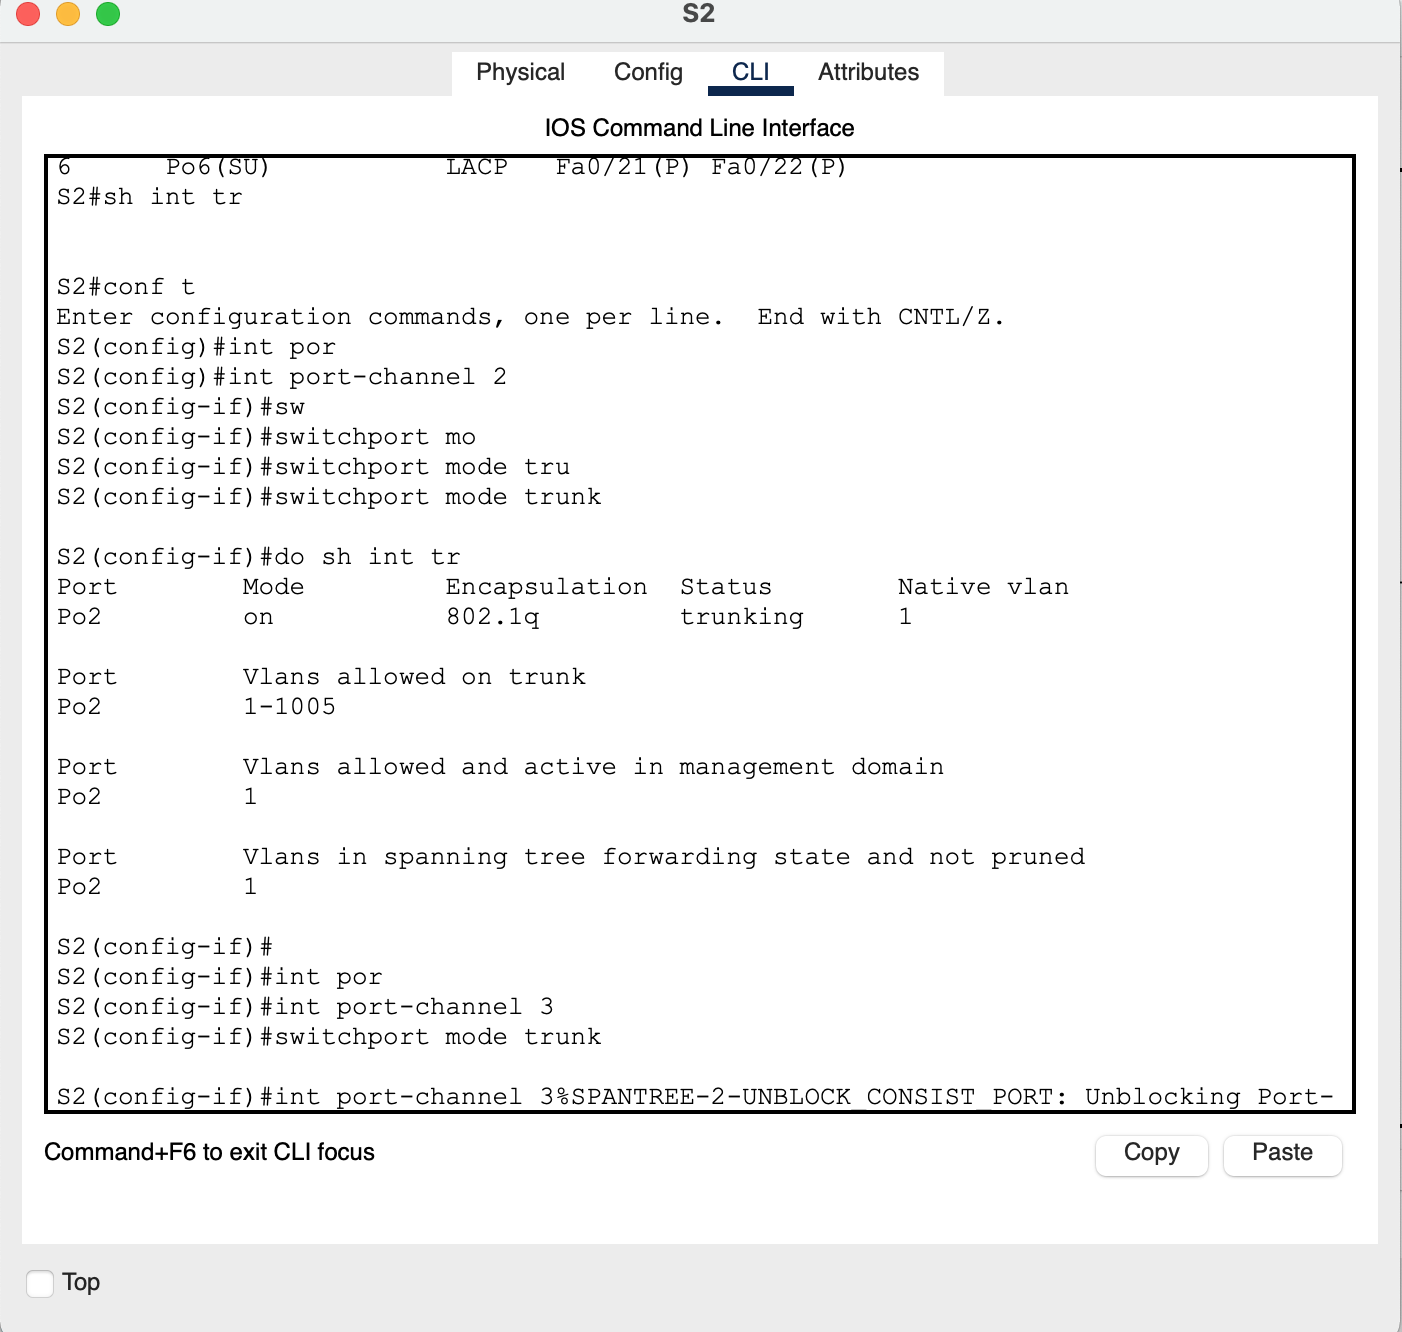 S2
Physical Config CLI Attributes
IOS Command Line Interface
6 Po6(SU) LACP Fa0/21(P) Fa0/22(P)
S2#sh int tr
S2#conf t
Enter configuration commands, one per line. End with CNTL/Z.
S2(config)#int por
S2(config)#int port-channel 2
S2(config-if)#sw
S2(config-if)#switchport mo
S2(config-if)#switchport mode tru
S2(config-if)#switchport mode trunk
S2(config-if)#do sh int tr
Port Mode Encapsulation Status Native vlan
Po2 on 802.1q trunking 1
Port Vlans allowed on trunk
Po2 1-1005
Port Vlans allowed and active in management domain
Po2 1
Port Vlans in spanning tree forwarding state and not pruned
Po2 1
S2(config-if)#
S2(config-if)#int por
S2(config-if)#int port-channel 3
S2(config-if)#switchport mode trunk
S2(config-if)#int port-channel 3%SPANTREE-2-UNBLOCK_CONSIST_PORT: Unblocking Port-
Command+F6 to exit CLI focus
Copy Paste
Top